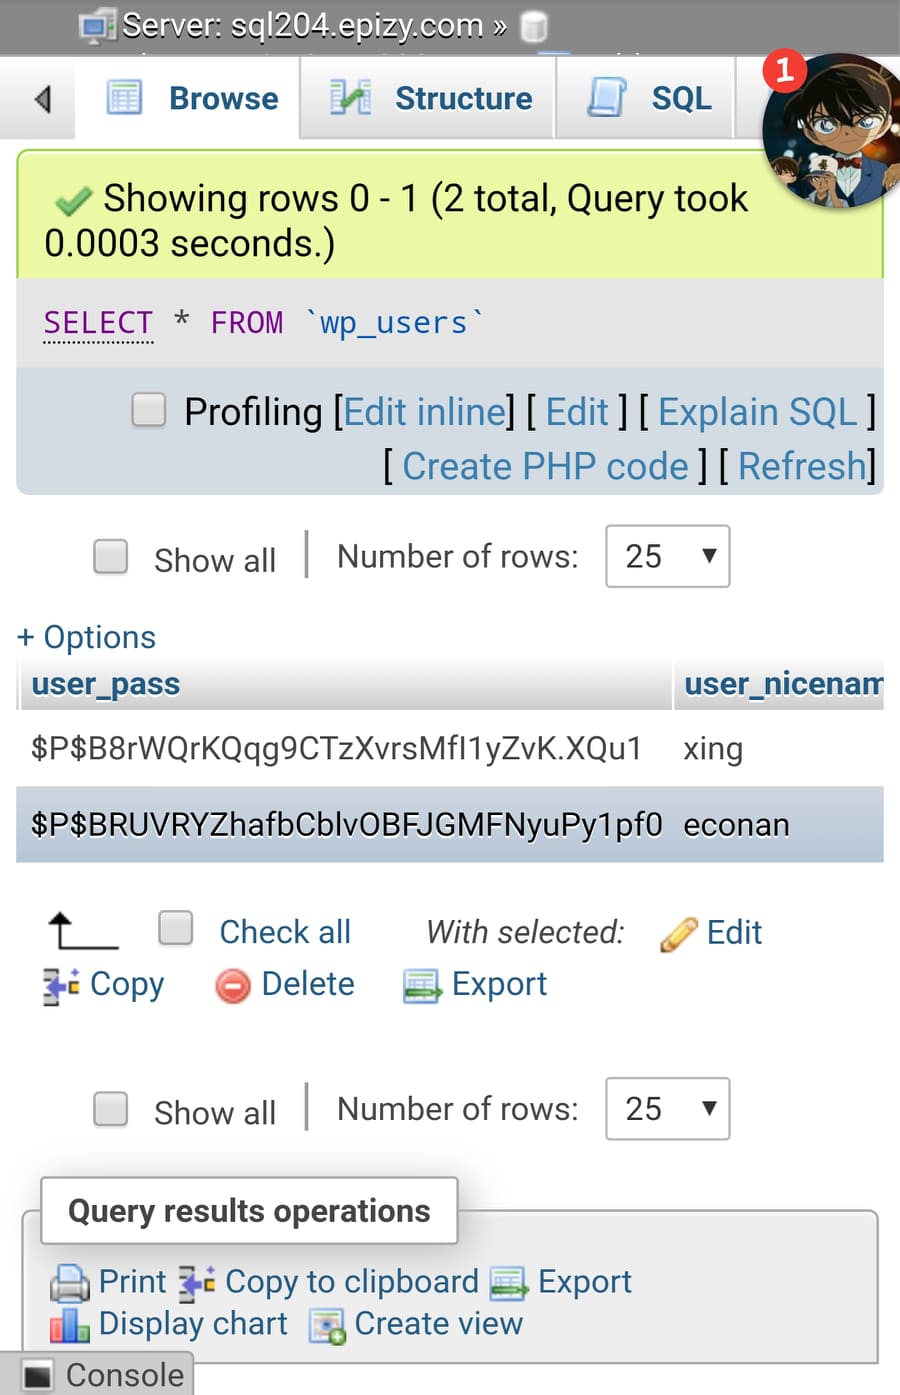 Server: sql204.epizy.com »
Browse Structure SQL
1
Showing rows 0 - 1 (2 total, Query took
0.0003 seconds.)
SELECT * FROM `wp_users`
Profiling [Edit inline] [ Edit ] [ Explain SQL ]
[ Create PHP code ] [ Refresh]
Show all | Number of rows: 25
+ Options
user_pass user_nicenam
$P$B8rWQrKQqg9CTzXvrsMfI1yZvK.XQu1 xing
$P$BRUVRYZhafbCblvOBFJGMFNyuPy1pf0 econan
Check all With selected: Edit
Copy Delete Export
Show all | Number of rows: 25
Query results operations
Print Copy to clipboard Export
Display chart Create view
Console